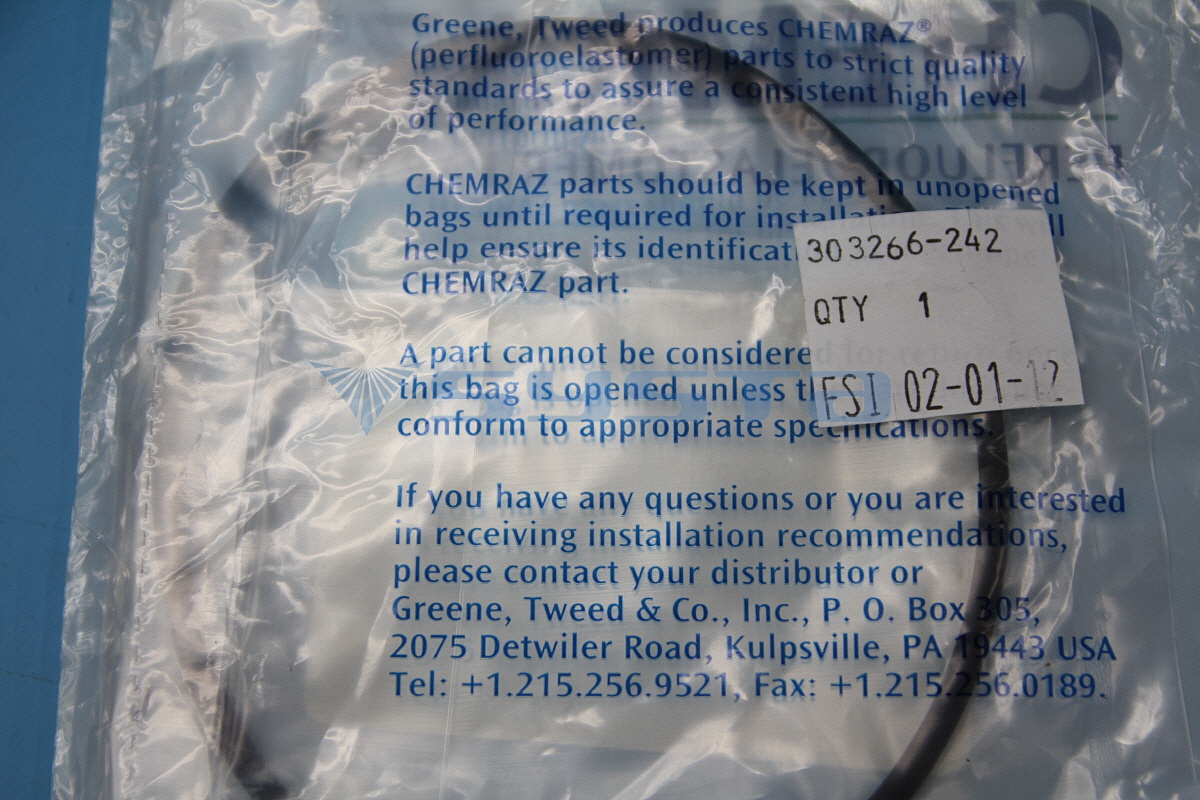 Greene, Tweed produces CHEMRAZ®
(perfluoroelastomer) parts to strict quality
standards to assure a consistent high level
of performance.
CHEMRAZ parts should be kept in unopened
bags until required for
help ensure its
CHEMRAZ part.
303266-242
QTY 1
FSI 02-01-12
A part cannot be considered for return once
this bag is opened unless
conform to appropriate specifications.
If you have any questions or you are interested
in receiving installation recommendations,
please contact your distributor or
Greene, Tweed & Co., Inc., P. O. Box 305,
2075 Detwiler Road, Kulpsville, PA 19443 USA
Tel: +1.215.256.9521, Fax: +1.215.256.0189.